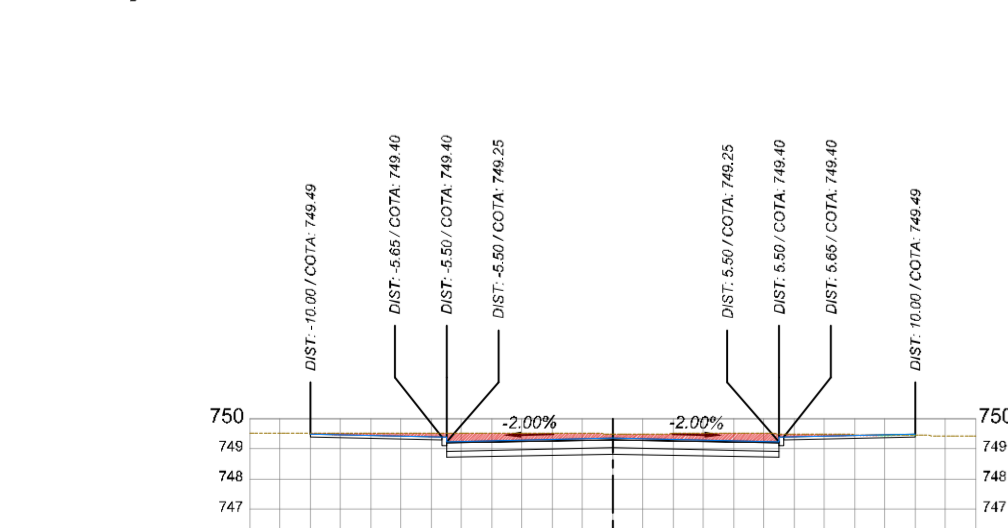 DIST: -10.00 / COTA: 749.49
DIST: -5.65 / COTA: 749.40
DIST: -5.50 / COTA: 749.40
DIST: -5.50 / COTA: 749.25
DIST: 5.50 / COTA: 749.25
DIST: 5.50 / COTA: 749.40
DIST: 5.65 / COTA: 749.40
DIST: 10.00 / COTA: 749.49
750 -2.00% -2.00% 750
749 749
748 748
747 747